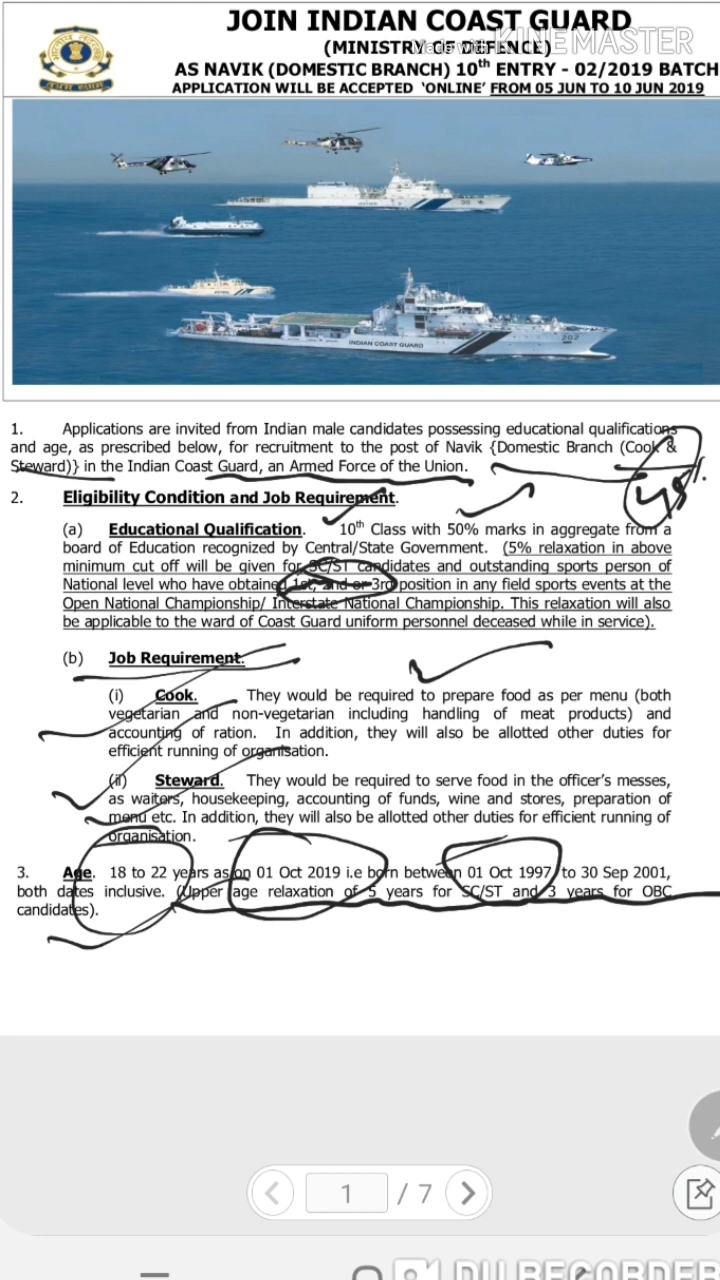 JOIN INDIAN COAST GUARD
(MINISTRY OF DEFENCE)
Made with KINEMASTER
AS NAVIK (DOMESTIC BRANCH) 10th ENTRY - 02/2019 BATCH
APPLICATION WILL BE ACCEPTED 'ONLINE' FROM 05 JUN TO 10 JUN 2019
INDIAN COAST GUARD
202
1. Applications are invited from Indian male candidates possessing educational qualifications
and age, as prescribed below, for recruitment to the post of Navik {Domestic Branch (Cook &
Steward)} in the Indian Coast Guard, an Armed Force of the Union.
45%
2. Eligibility Condition and Job Requirement.
(a) Educational Qualification. 10th Class with 50% marks in aggregate from a
board of Education recognized by Central/State Government. (5% relaxation in above
minimum cut off will be given for SC/ST candidates and outstanding sports person of
National level who have obtained 1st, 2nd or 3rd position in any field sports events at the
Open National Championship/ Interstate National Championship. This relaxation will also
be applicable to the ward of Coast Guard uniform personnel deceased while in service).
(b) Job Requirement.
(i) Cook. They would be required to prepare food as per menu (both
vegetarian and non-vegetarian including handling of meat products) and
accounting of ration. In addition, they will also be allotted other duties for
efficient running of organisation.
(ii) Steward. They would be required to serve food in the officer's messes,
as waiters, housekeeping, accounting of funds, wine and stores, preparation of
menu etc. In addition, they will also be allotted other duties for efficient running of
organisation.
3. Age. 18 to 22 years as on 01 Oct 2019 i.e born between 01 Oct 1997 to 30 Sep 2001,
both dates inclusive. (Upper age relaxation of 5 years for SC/ST and 3 years for OBC
candidates).
1 / 7
DU RECORDER